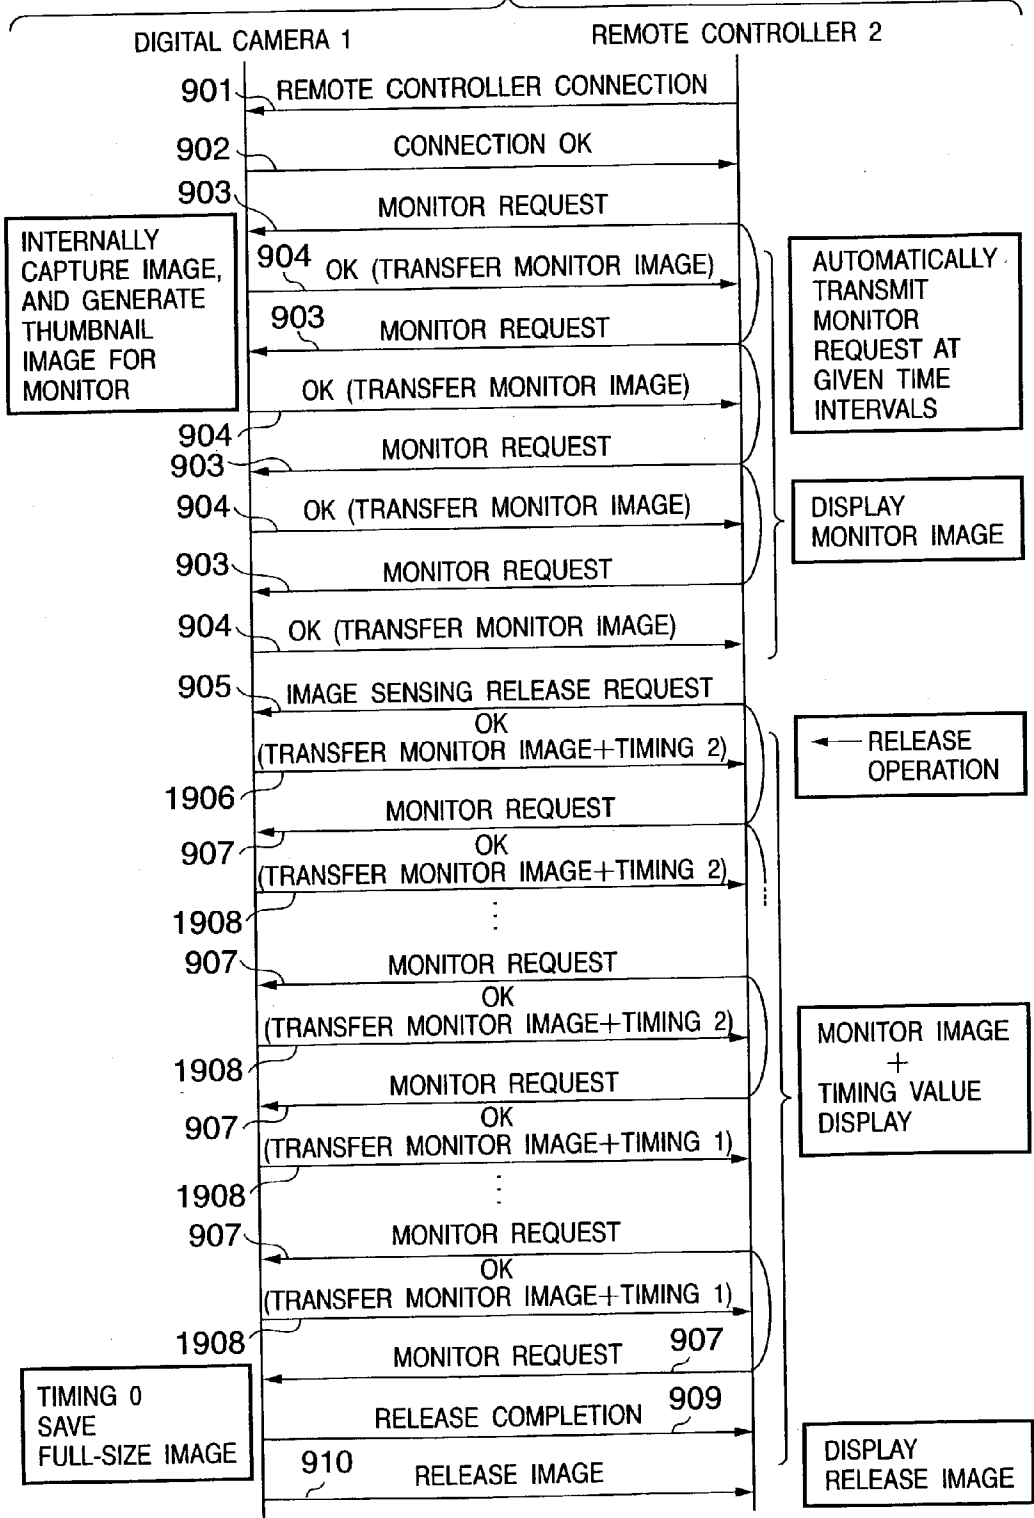 DIGITAL CAMERA 1
REMOTE CONTROLLER 2
901
REMOTE CONTROLLER CONNECTION
902
CONNECTION OK
903
MONITOR REQUEST
INTERNALLY
CAPTURE IMAGE,
AND GENERATE
THUMBNAIL
IMAGE FOR
MONITOR
904
OK (TRANSFER MONITOR IMAGE)
903
MONITOR REQUEST
AUTOMATICALLY
TRANSMIT
MONITOR
REQUEST AT
GIVEN TIME
INTERVALS
OK (TRANSFER MONITOR IMAGE)
904
903
MONITOR REQUEST
904
OK (TRANSFER MONITOR IMAGE)
DISPLAY
MONITOR IMAGE
903
MONITOR REQUEST
904
OK (TRANSFER MONITOR IMAGE)
905
IMAGE SENSING RELEASE REQUEST
OK
(TRANSFER MONITOR IMAGE+TIMING 2)
1906
RELEASE
OPERATION
MONITOR REQUEST
907
OK
(TRANSFER MONITOR IMAGE+TIMING 2)
1908
907
MONITOR REQUEST
OK
(TRANSFER MONITOR IMAGE+TIMING 2)
1908
MONITOR IMAGE
+
TIMING VALUE
DISPLAY
MONITOR REQUEST
907
OK
(TRANSFER MONITOR IMAGE+TIMING 1)
1908
907
MONITOR REQUEST
OK
(TRANSFER MONITOR IMAGE+TIMING 1)
1908
MONITOR REQUEST
907
TIMING 0
SAVE
FULL-SIZE IMAGE
RELEASE COMPLETION
909
910
RELEASE IMAGE
DISPLAY
RELEASE IMAGE